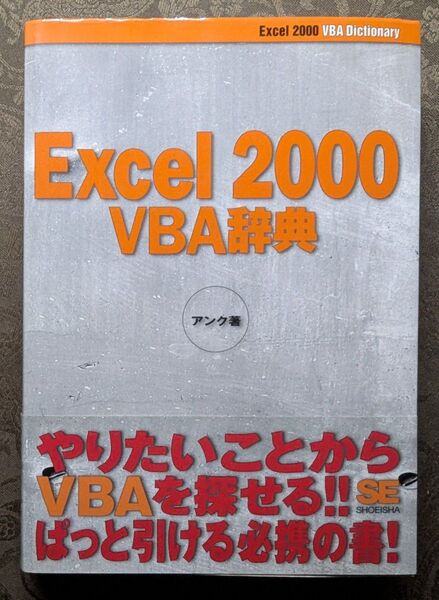 Excel 2000 VBA Dictionary
Excel 2000
VBA辞典
アンク著
やりたいことから
VBAを探せる!!
SE
SHOEISHA
ぱっと引ける必携の書!